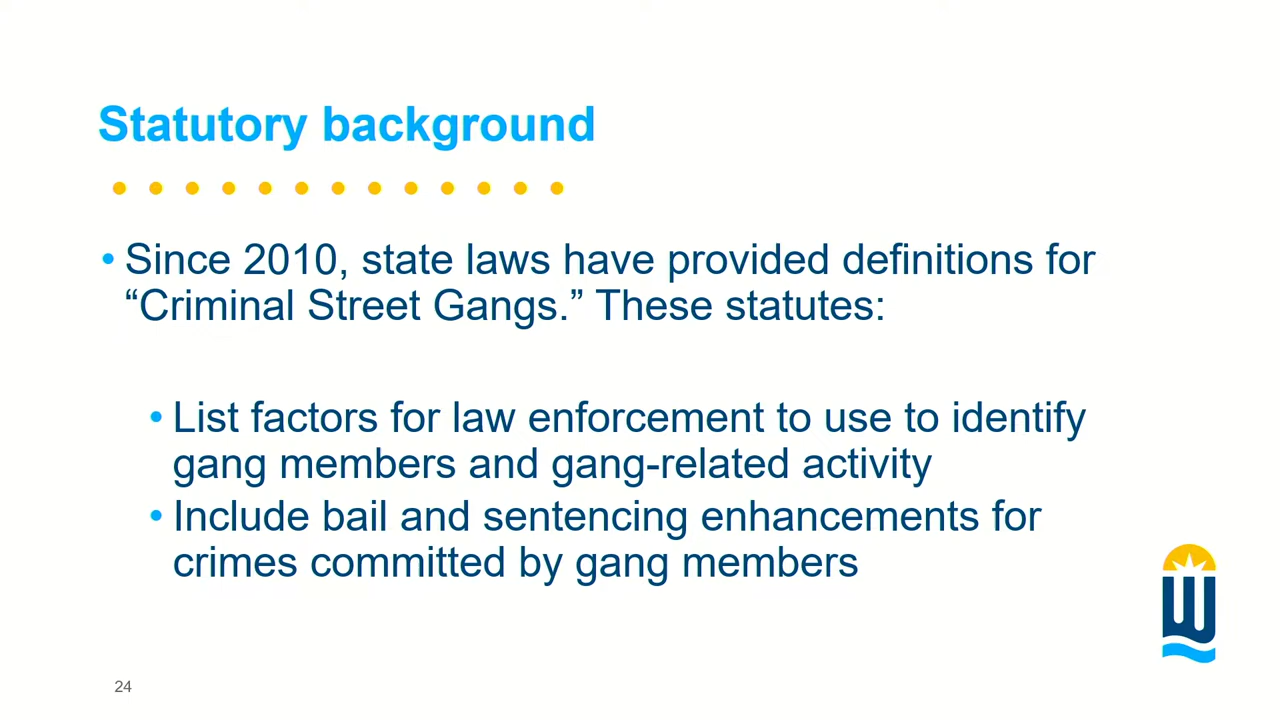 Statutory background
• Since 2010, state laws have provided definitions for
“Criminal Street Gangs.” These statutes:
• List factors for law enforcement to use to identify
gang members and gang-related activity
• Include bail and sentencing enhancements for
crimes committed by gang members
W
24